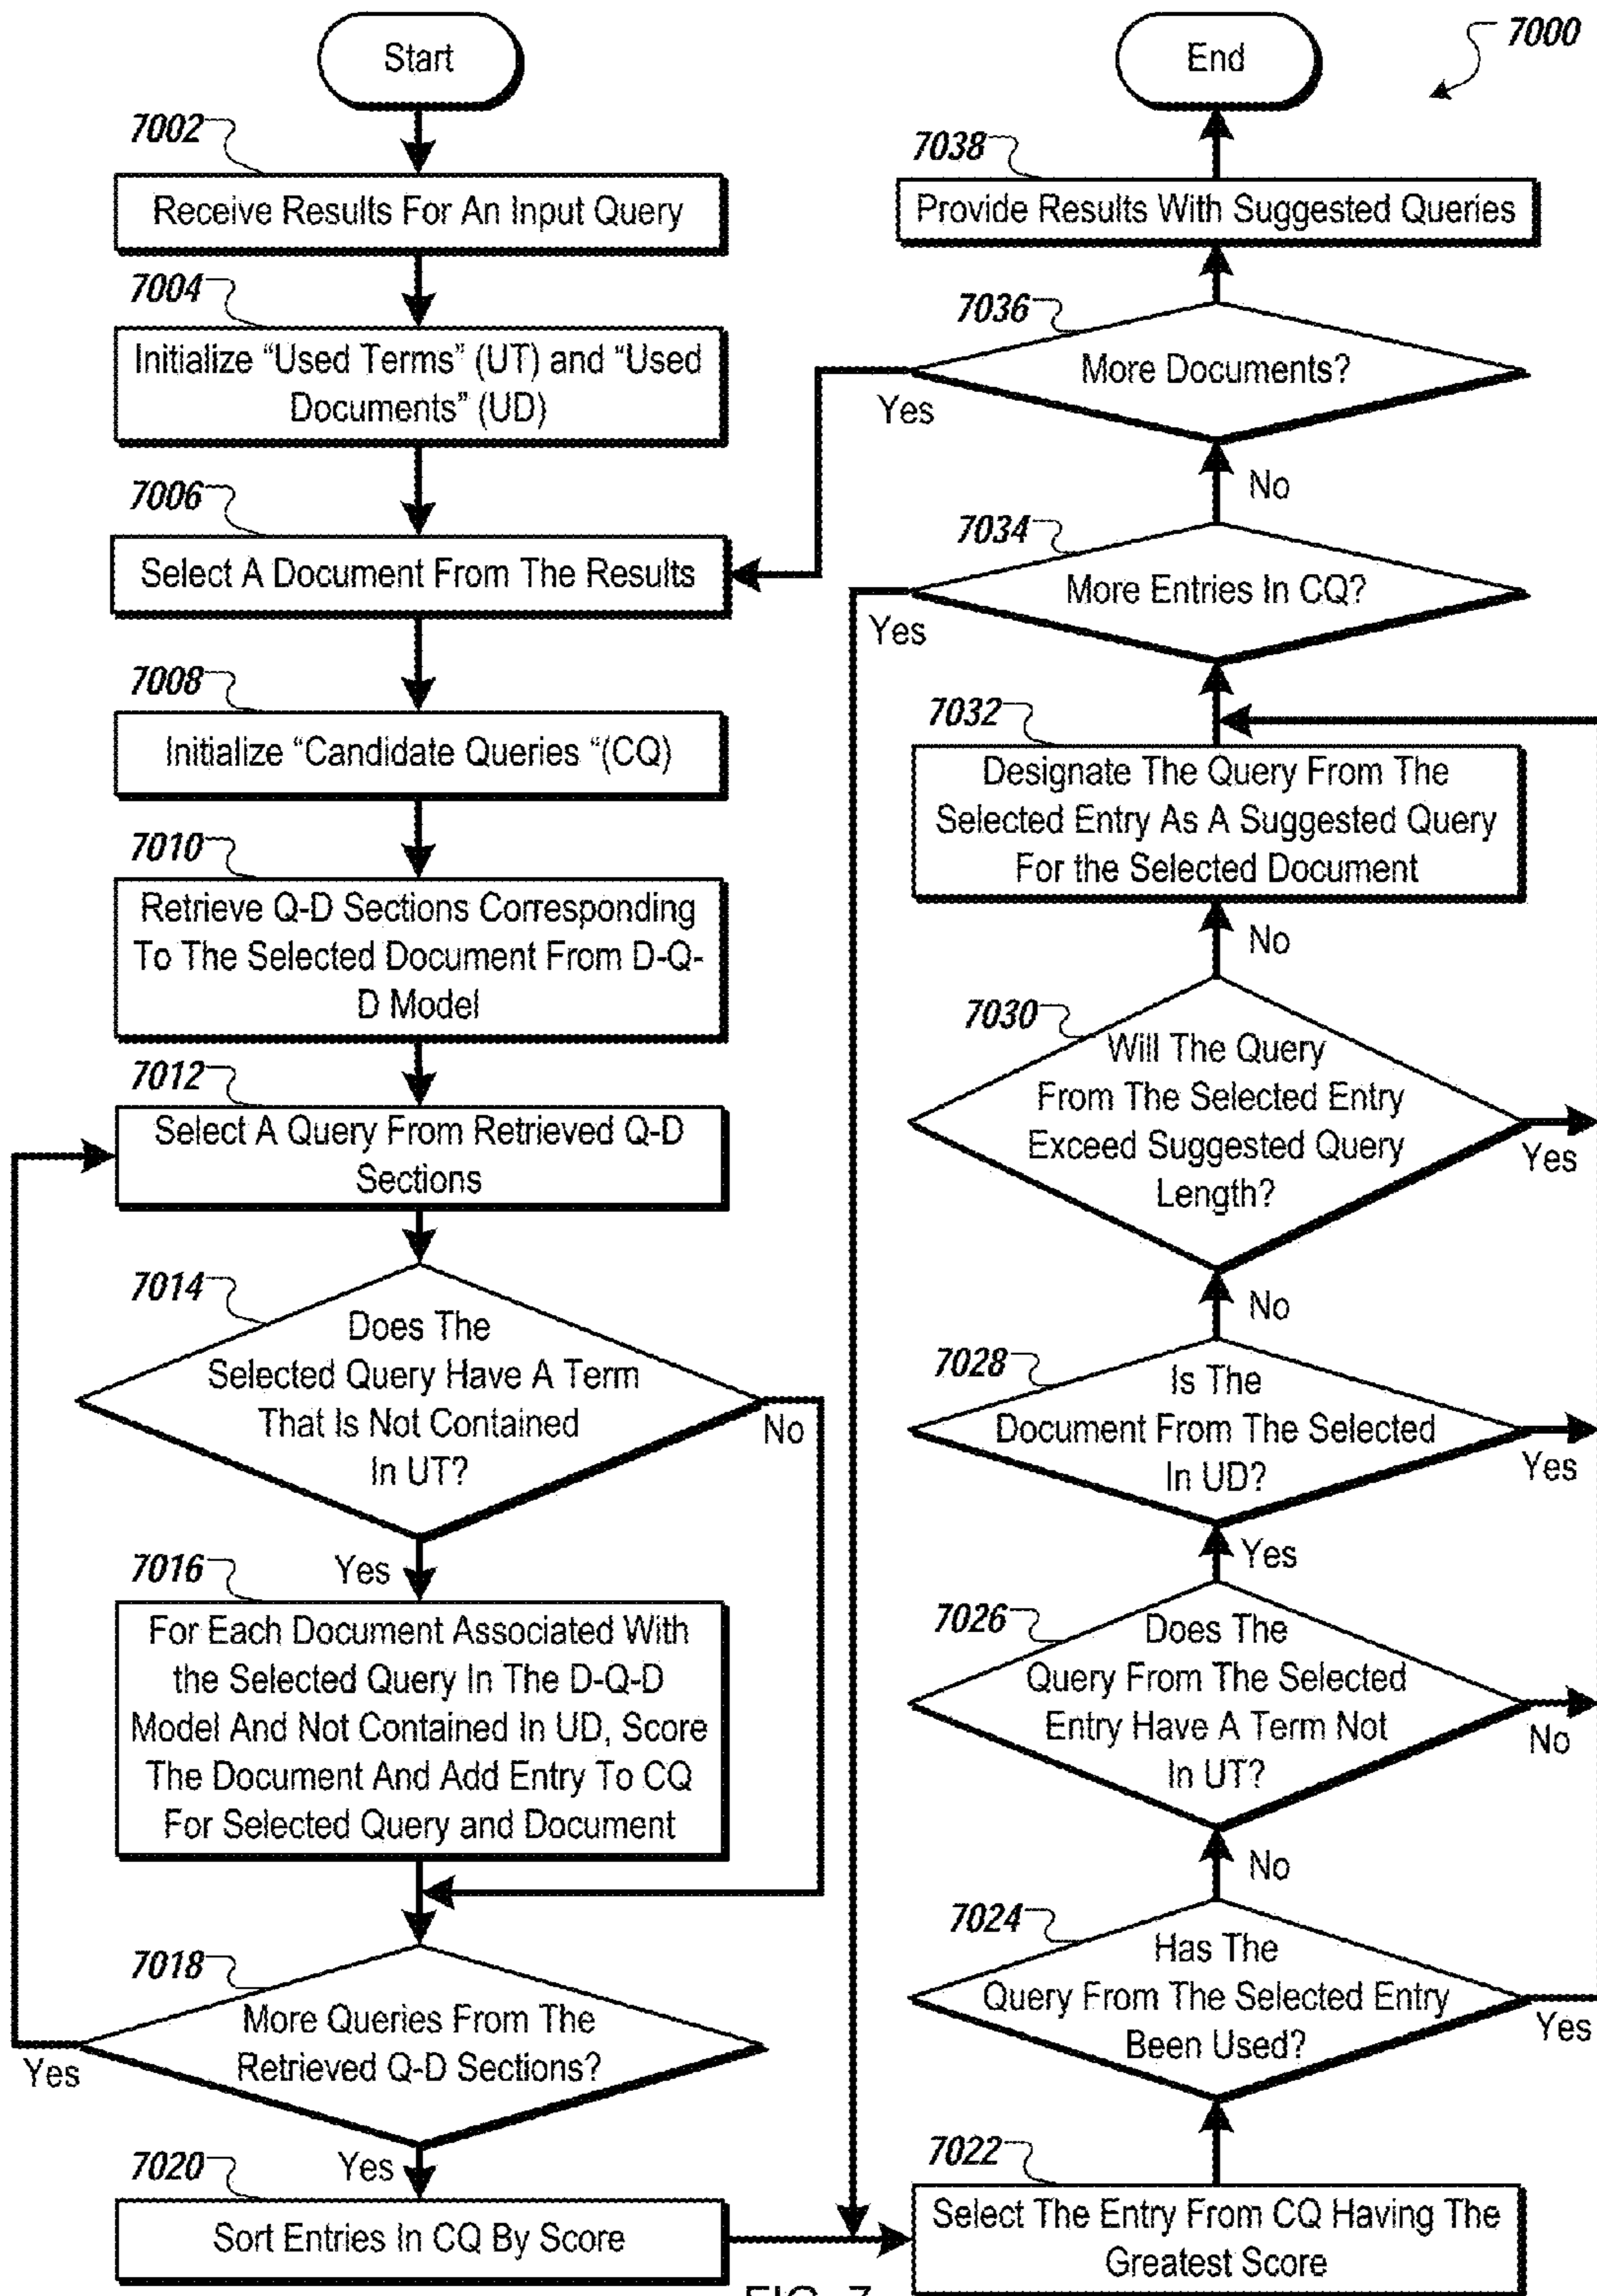 Start
7002
Receive Results For An Input Query
7004
Initialize “Used Terms” (UT) and “Used
Documents” (UD)
7006
Select A Document From The Results
7008
Initialize “Candidate Queries “(CQ)
7010
Retrieve Q-D Sections Corresponding
To The Selected Document From D-Q-
D Model
7012
Select A Query From Retrieved Q-D
Sections
7014
Does The
Selected Query Have A Term
That Is Not Contained
In UT?
No
Yes
7016
For Each Document Associated With
the Selected Query In The D-Q-D
Model And Not Contained In UD, Score
The Document And Add Entry To CQ
For Selected Query and Document
7018
More Queries From The
Retrieved Q-D Sections?
Yes
Yes
7020
Sort Entries In CQ By Score
End
7000
7038
Provide Results With Suggested Queries
7036
More Documents?
Yes
No
7034
More Entries In CQ?
Yes
7032
Designate The Query From The
Selected Entry As A Suggested Query
For the Selected Document
No
7030
Will The Query
From The Selected Entry
Exceed Suggested Query
Length?
Yes
No
7028
Is The
Document From The Selected
In UD?
Yes
Yes
7026
Does The
Query From The Selected
Entry Have A Term Not
In UT?
No
No
7024
Has The
Query From The Selected Entry
Been Used?
Yes
7022
Select The Entry From CQ Having The
Greatest Score
FIG. 7